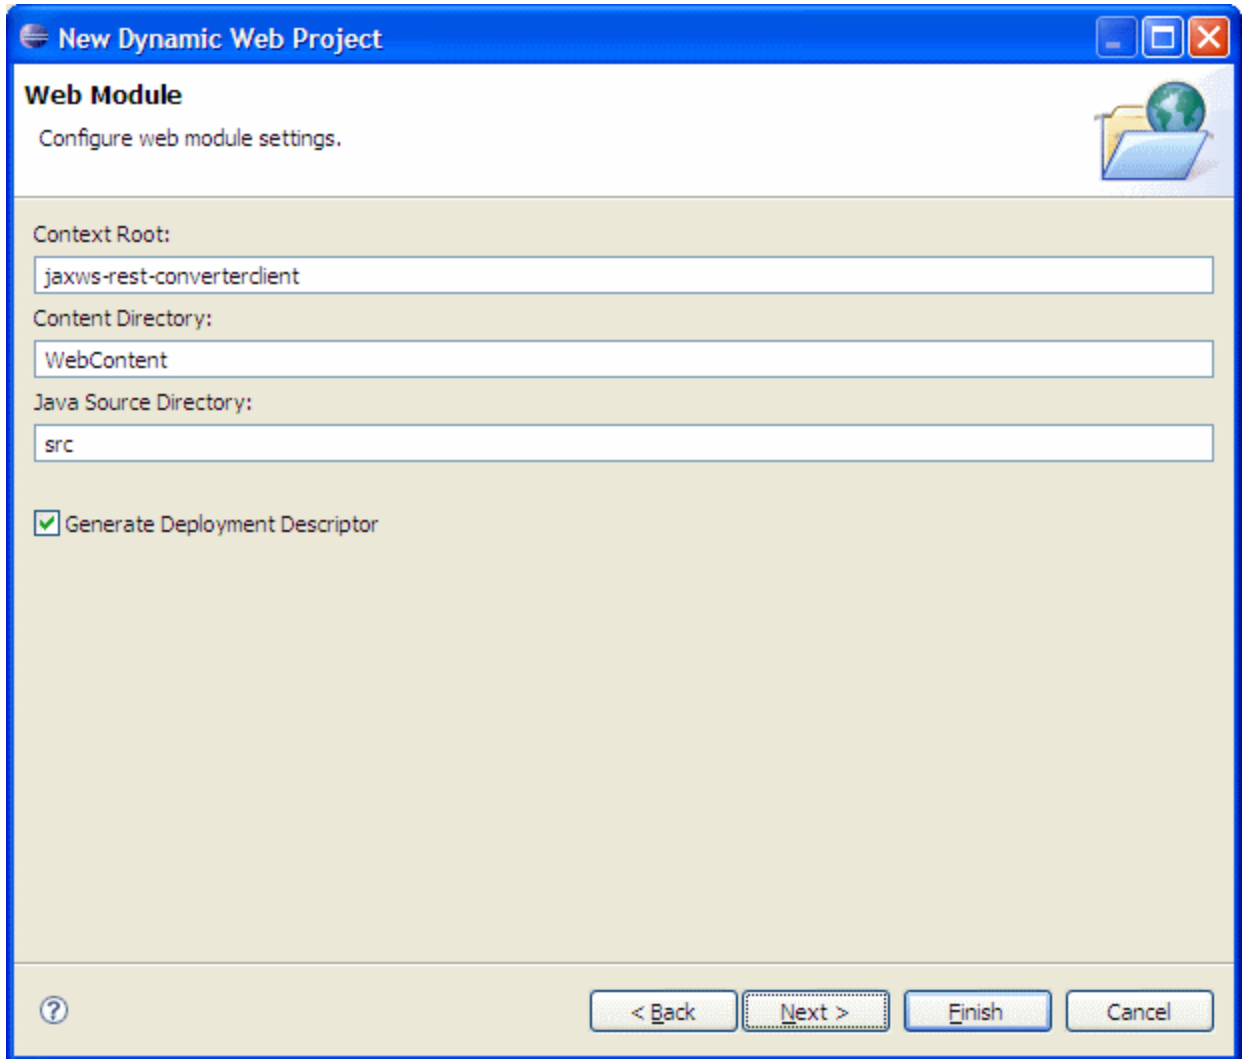 New Dynamic Web Project
Web Module
Configure web module settings.
Context Root:
jaxws-rest-converterclient
Content Directory:
WebContent
Java Source Directory:
src
Generate Deployment Descriptor
?
< Back Next > Finish Cancel